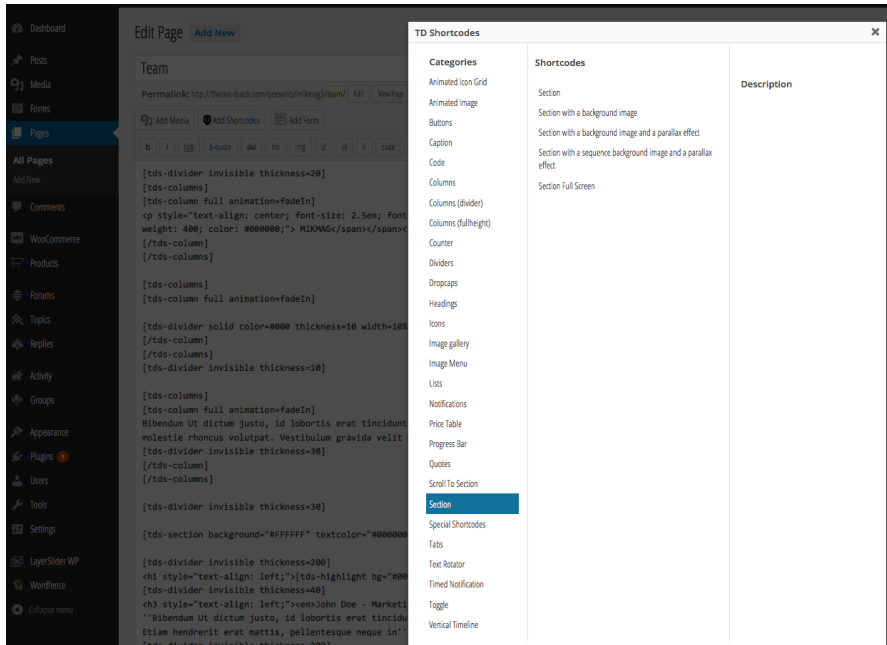 Dashboard
Posts
Media
Forms
Pages
All Pages
Add New
Comments
WooCommerce
Products
Forums
Topics
Replies
Activity
Groups
Appearance
Plugins 1
Users
Tools
Settings
LayerSlider WP
Wordfence
Collapse menu
Edit Page Add New
Team
Permalink: http://theme-dutch.com/presents/mikmag3/team/ Edit View Page
Add Media Add Shortcodes Add Form
b i link b-quote del ins img ul ol li code
[tds-divider invisible thickness=20]
[tds-columns]
[tds-column full animation=fadeIn]
<p style="text-align: center; font-size: 2.5em; font
weight: 400; color: #000000;"> MIKMAG</span></span><
[/tds-column]
[/tds-columns]
[tds-columns]
[tds-column full animation=fadeIn]
[tds-divider solid color=#000 thickness=10 width=10%
[/tds-column]
[/tds-columns]
[tds-divider invisible thickness=10]
[tds-columns]
[tds-column full animation=fadeIn]
Bibendum Ut dictum justo, id lobortis erat tincidunt
molestie rhoncus volutpat. Vestibulum gravida velit
[tds-divider invisible thickness=30]
[/tds-column]
[/tds-columns]
[tds-divider invisible thickness=30]
[tds-section background="#FFFFFF" textcolor="#000000
[tds-divider invisible thickness=200]
<h1 style="text-align: left;">[tds-highlight bg="#00
[tds-divider invisible thickness=40]
<h3 style="text-align: left;"><em>John Doe - Marketi
''Bibendum Ut dictum justo, id lobortis erat tincidu
Etiam hendrerit erat mattis, pellentesque neque in''
[tds-divider invisible thickness=200]
TD Shortcodes
Categories
Animated Icon Grid
Animated Image
Buttons
Caption
Code
Columns
Columns (divider)
Columns (fullheight)
Counter
Dividers
Dropcaps
Headings
Icons
Image gallery
Image Menu
Lists
Notifications
Price Table
Progress Bar
Quotes
Scroll To Section
Section
Special Shortcodes
Tabs
Text Rotator
Timed Notification
Toggle
Vertical Timeline
Shortcodes
Section
Section with a background image
Section with a background image and a parallax effect
Section with a sequence background image and a parallax
effect
Section Full Screen
Description